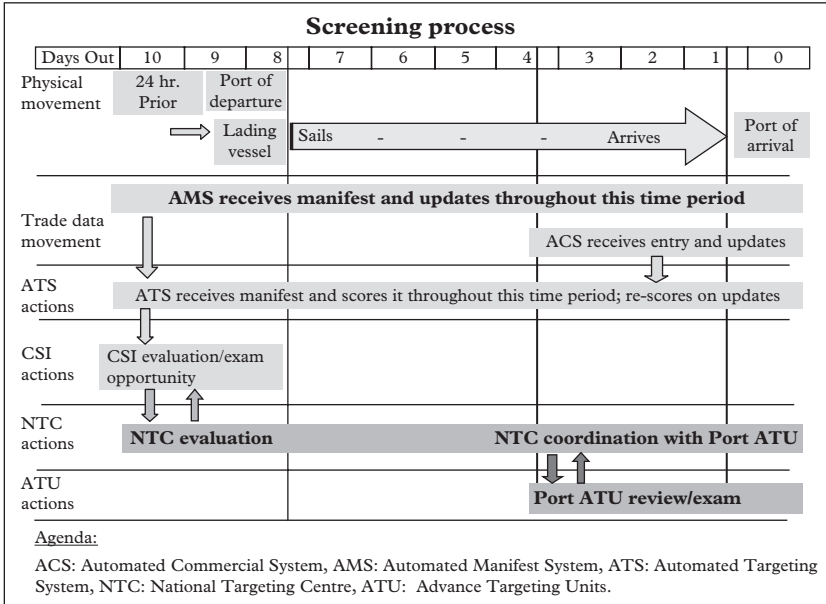 Screening process
Days Out 10 9 8 7 6 5 4 3 2 1 0
Physical
movement
24 hr.
Prior
Port of
departure
Lading
vessel
Sails - - - Arrives
Port of
arrival
AMS receives manifest and updates throughout this time period
Trade data
movement
ACS receives entry and updates
ATS
actions
ATS receives manifest and scores it throughout this time period; re-scores on updates
CSI
actions
CSI evaluation/exam
opportunity
NTC
actions
NTC evaluation
NTC coordination with Port ATU
ATU
actions
Port ATU review/exam
Agenda:
ACS: Automated Commercial System, AMS: Automated Manifest System, ATS: Automated Targeting
System, NTC: National Targeting Centre, ATU: Advance Targeting Units.